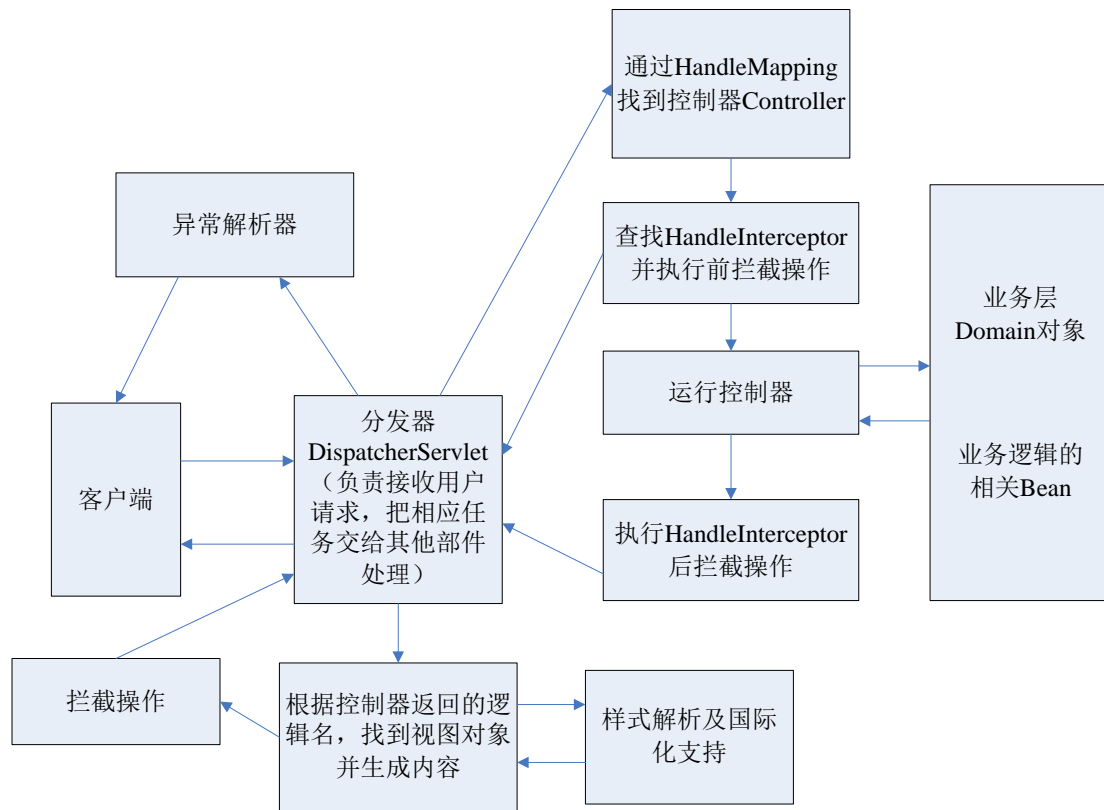 通过HandleMapping
找到控制器Controller
异常解析器
查找HandleInterceptor
并执行前拦截操作
业务层
Domain对象
业务逻辑的
相关Bean
运行控制器
客户端
分发器
DispatcherServlet
（负责接收用户
请求，把相应任
务交给其他部件
处理）
执行HandleInterceptor
后拦截操作
拦截操作
根据控制器返回的逻
辑名，找到视图对象
并生成内容
样式解析及国际
化支持